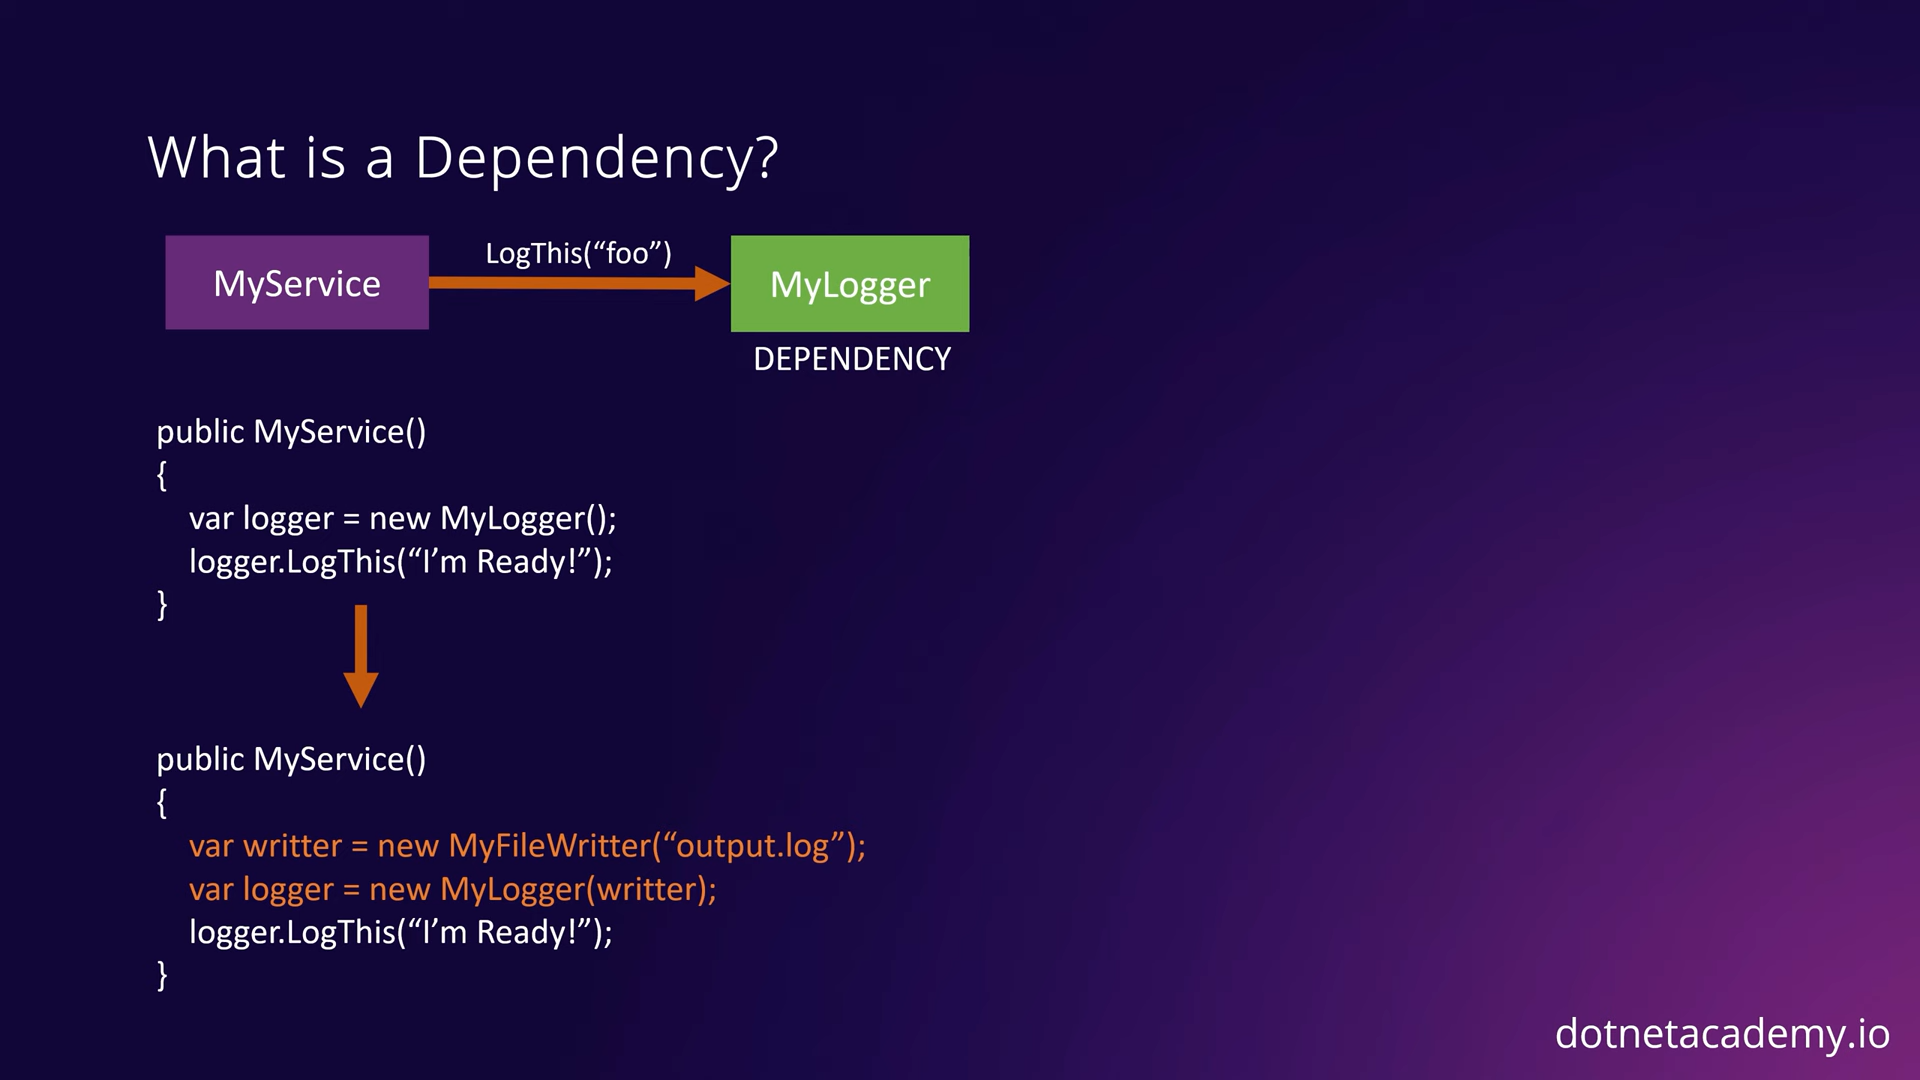 What is a Dependency?
MyService
LogThis(“foo”)
MyLogger
DEPENDENCY
public MyService()
{
var logger = new MyLogger();
logger.LogThis(“I’m Ready!”);
}
public MyService()
{
var writter = new MyFileWritter(“output.log”);
var logger = new MyLogger(writter);
logger.LogThis(“I’m Ready!”);
}
dotnetacademy.io